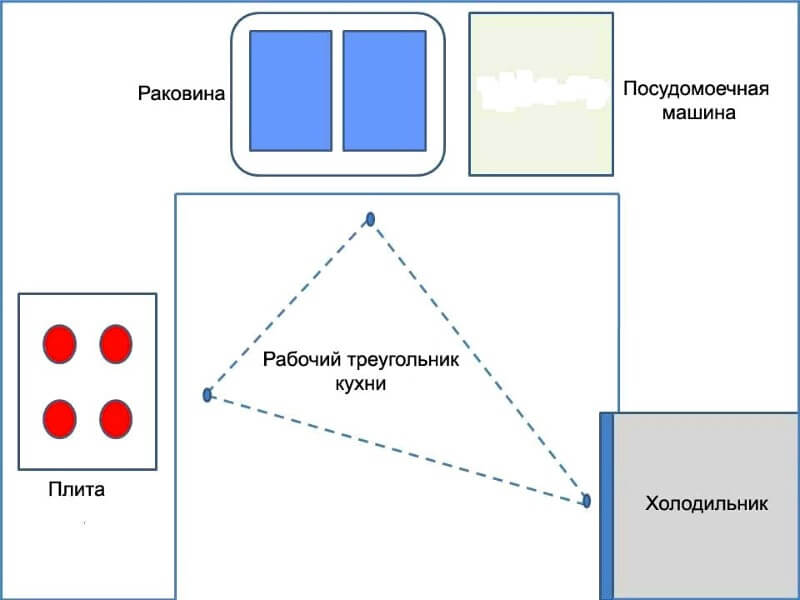 Раковина
Посудомоечная
машина
Рабочий треугольник
кухни
Плита
Холодильник